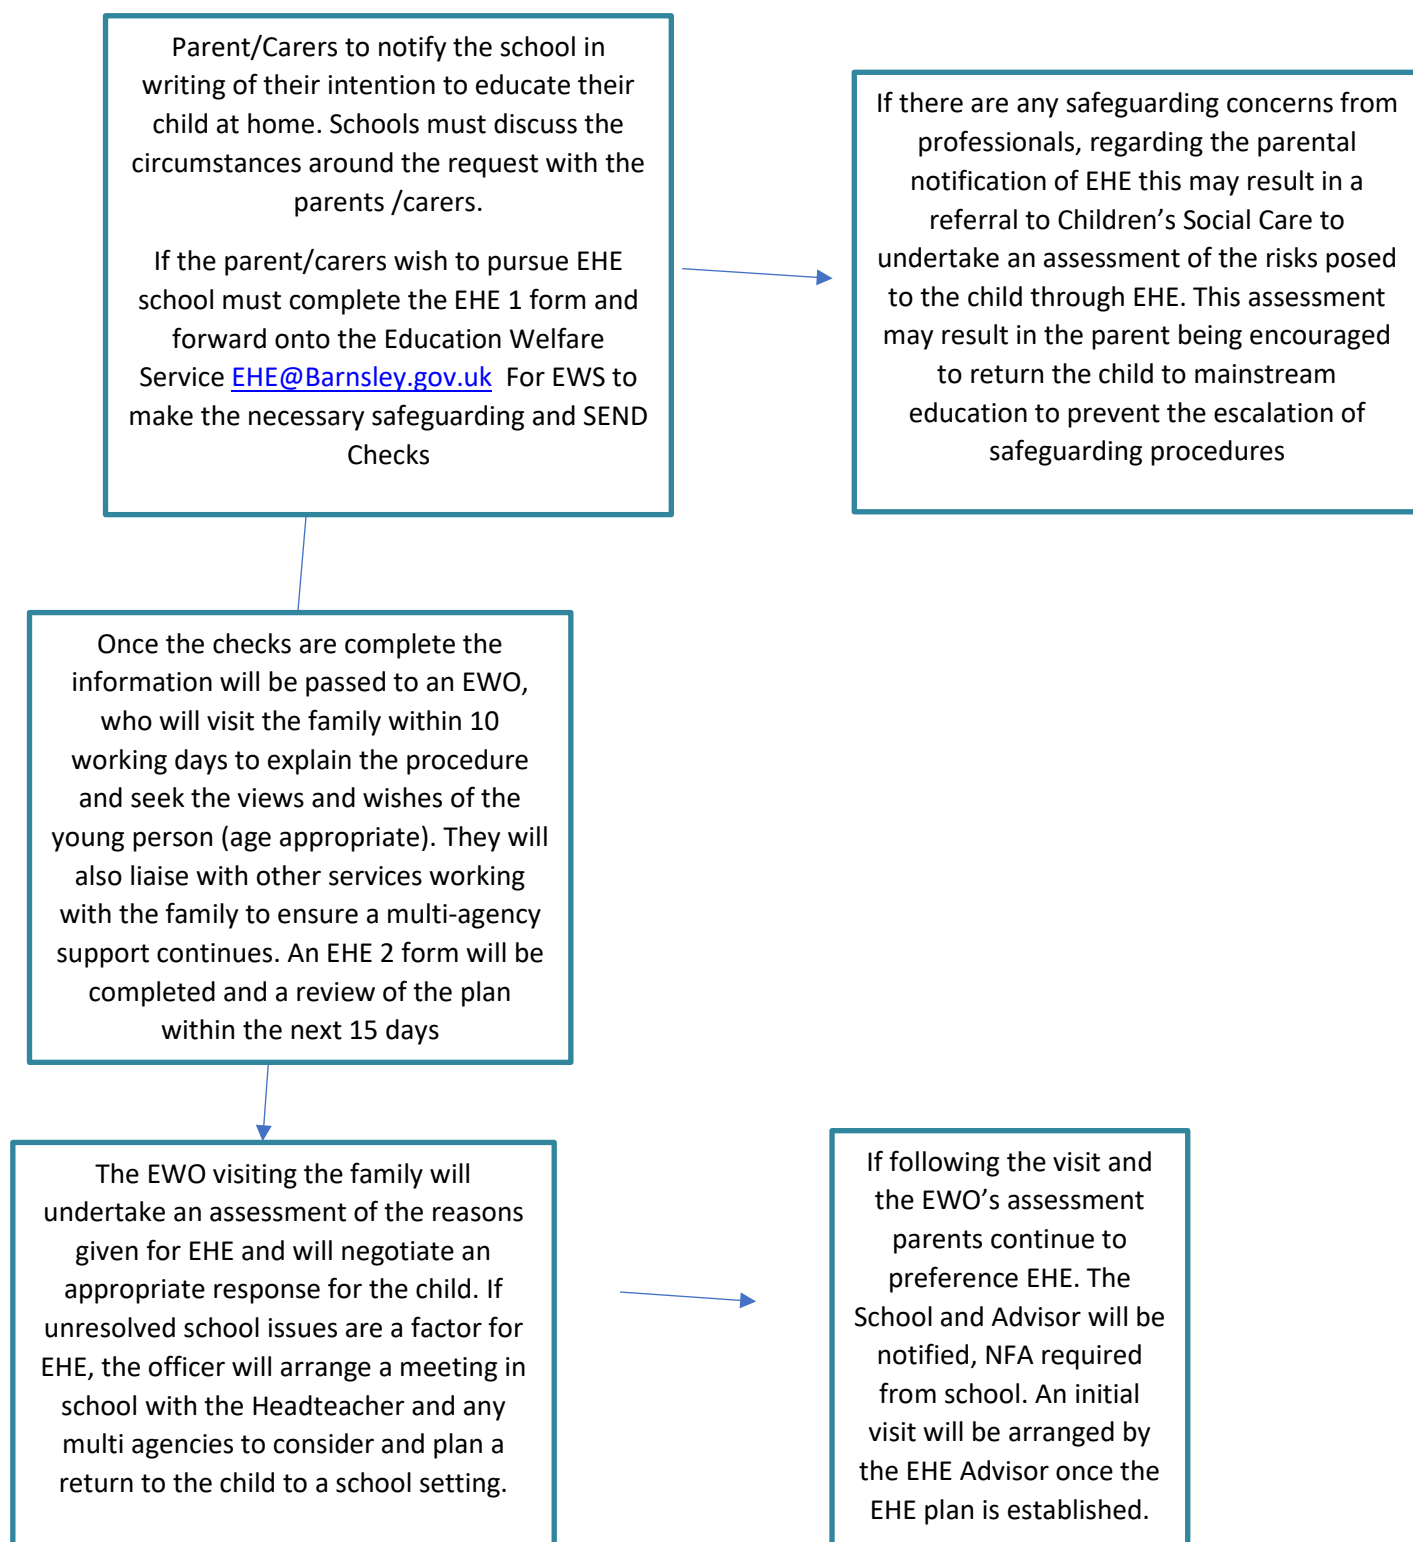 Parent/Carers to notify the school in
writing of their intention to educate their
child at home. Schools must discuss the
circumstances around the request with the
parents /carers.
If the parent/carers wish to pursue EHE
school must complete the EHE 1 form and
forward onto the Education Welfare
Service EHE@Barnsley.gov.uk  For EWS to
make the necessary safeguarding and SEND
Checks
If there are any safeguarding concerns from
professionals, regarding the parental
notification of EHE this may result in a
referral to Children’s Social Care to
undertake an assessment of the risks posed
to the child through EHE. This assessment
may result in the parent being encouraged
to return the child to mainstream
education to prevent the escalation of
safeguarding procedures
Once the checks are complete the
information will be passed to an EWO,
who will visit the family within 10
working days to explain the procedure
and seek the views and wishes of the
young person (age appropriate). They will
also liaise with other services working
with the family to ensure a multi-agency
support continues. An EHE 2 form will be
completed and a review of the plan
within the next 15 days
The EWO visiting the family will
undertake an assessment of the reasons
given for EHE and will negotiate an
appropriate response for the child. If
unresolved school issues are a factor for
EHE, the officer will arrange a meeting in
school with the Headteacher and any
multi agencies to consider and plan a
return to the child to a school setting.
If following the visit and
the EWO’s assessment
parents continue to
preference EHE. The
School and Advisor will be
notified, NFA required
from school. An initial
visit will be arranged by
the EHE Advisor once the
EHE plan is established.